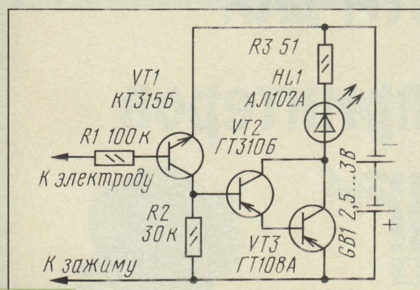 R3 51
HL1
АЛ102А
VT1
КТ315Б
VT2
ГТ310Б
R1 100 к
К электроду
R2
30 к
VT3
ГТ108А
GB1 2,5...3В
−
+
К зажиму